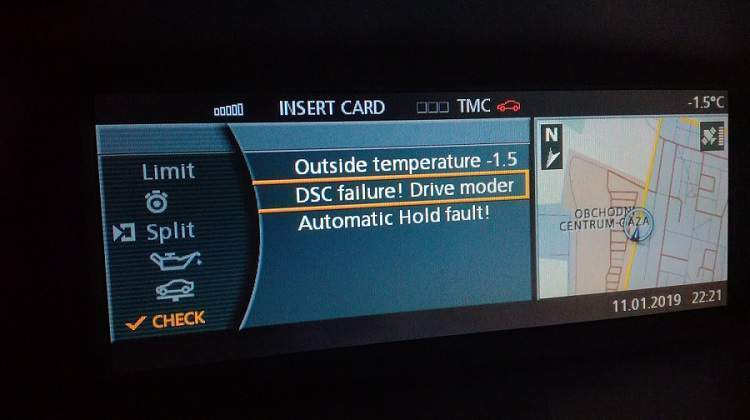 INSERT CARD TMC -1.5°C
Limit
Split
CHECK
Outside temperature -1.5
DSC failure! Drive moder
Automatic Hold fault!
N
OBCHODNÍ
CENTRUM-GAZA
11.01.2019 22:21